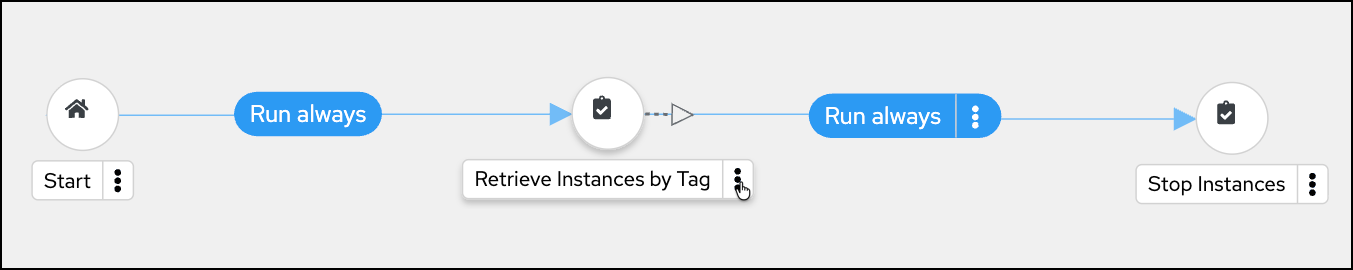 Run always
Run always
Start
Retrieve Instances by Tag
Stop Instances